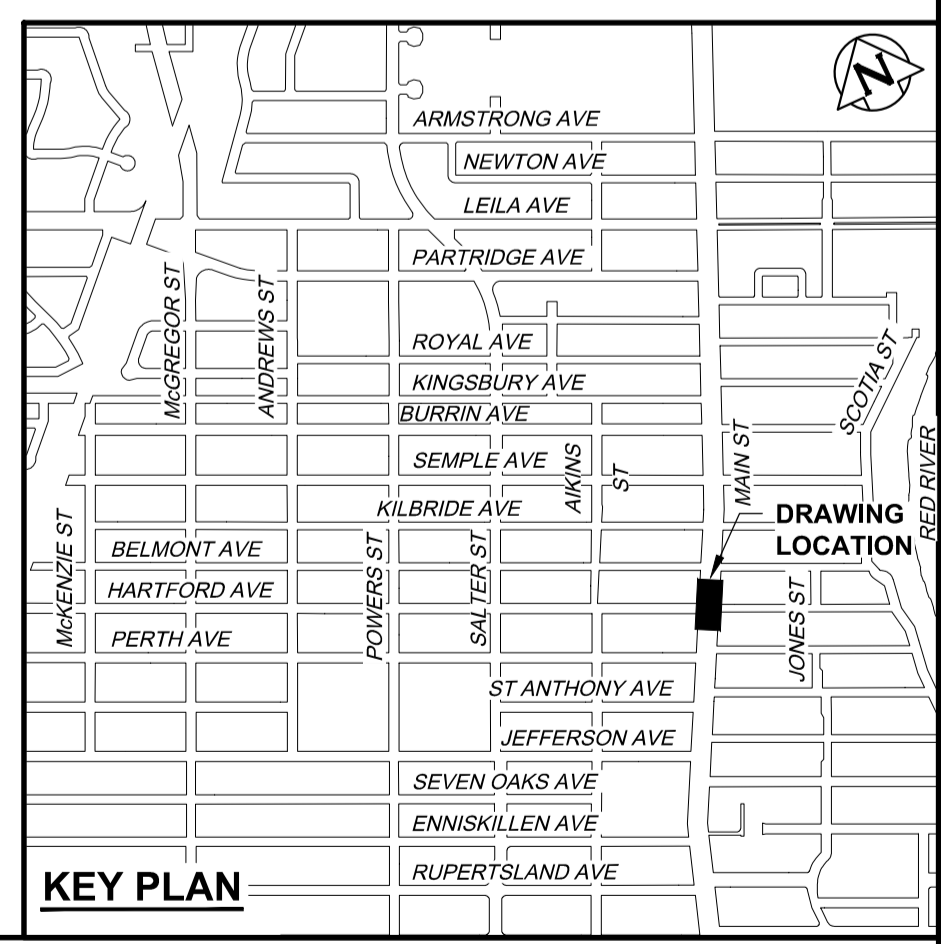 N
ARMSTRONG AVE
NEWTON AVE
LEILA AVE
PARTRIDGE AVE
McGREGOR ST
ANDREWS ST
ROYAL AVE
KINGSBURY AVE
BURRIN AVE
SCOTIA ST
SEMPLE AVE
AIKINS
ST
MAIN ST
RED RIVER
KILBRIDE AVE
DRAWING
LOCATION
McKENZIE ST
BELMONT AVE
POWERS ST
SALTER ST
HARTFORD AVE
JONES ST
PERTH AVE
ST ANTHONY AVE
JEFFERSON AVE
SEVEN OAKS AVE
ENNISKILLEN AVE
RUPERTSLAND AVE
KEY PLAN